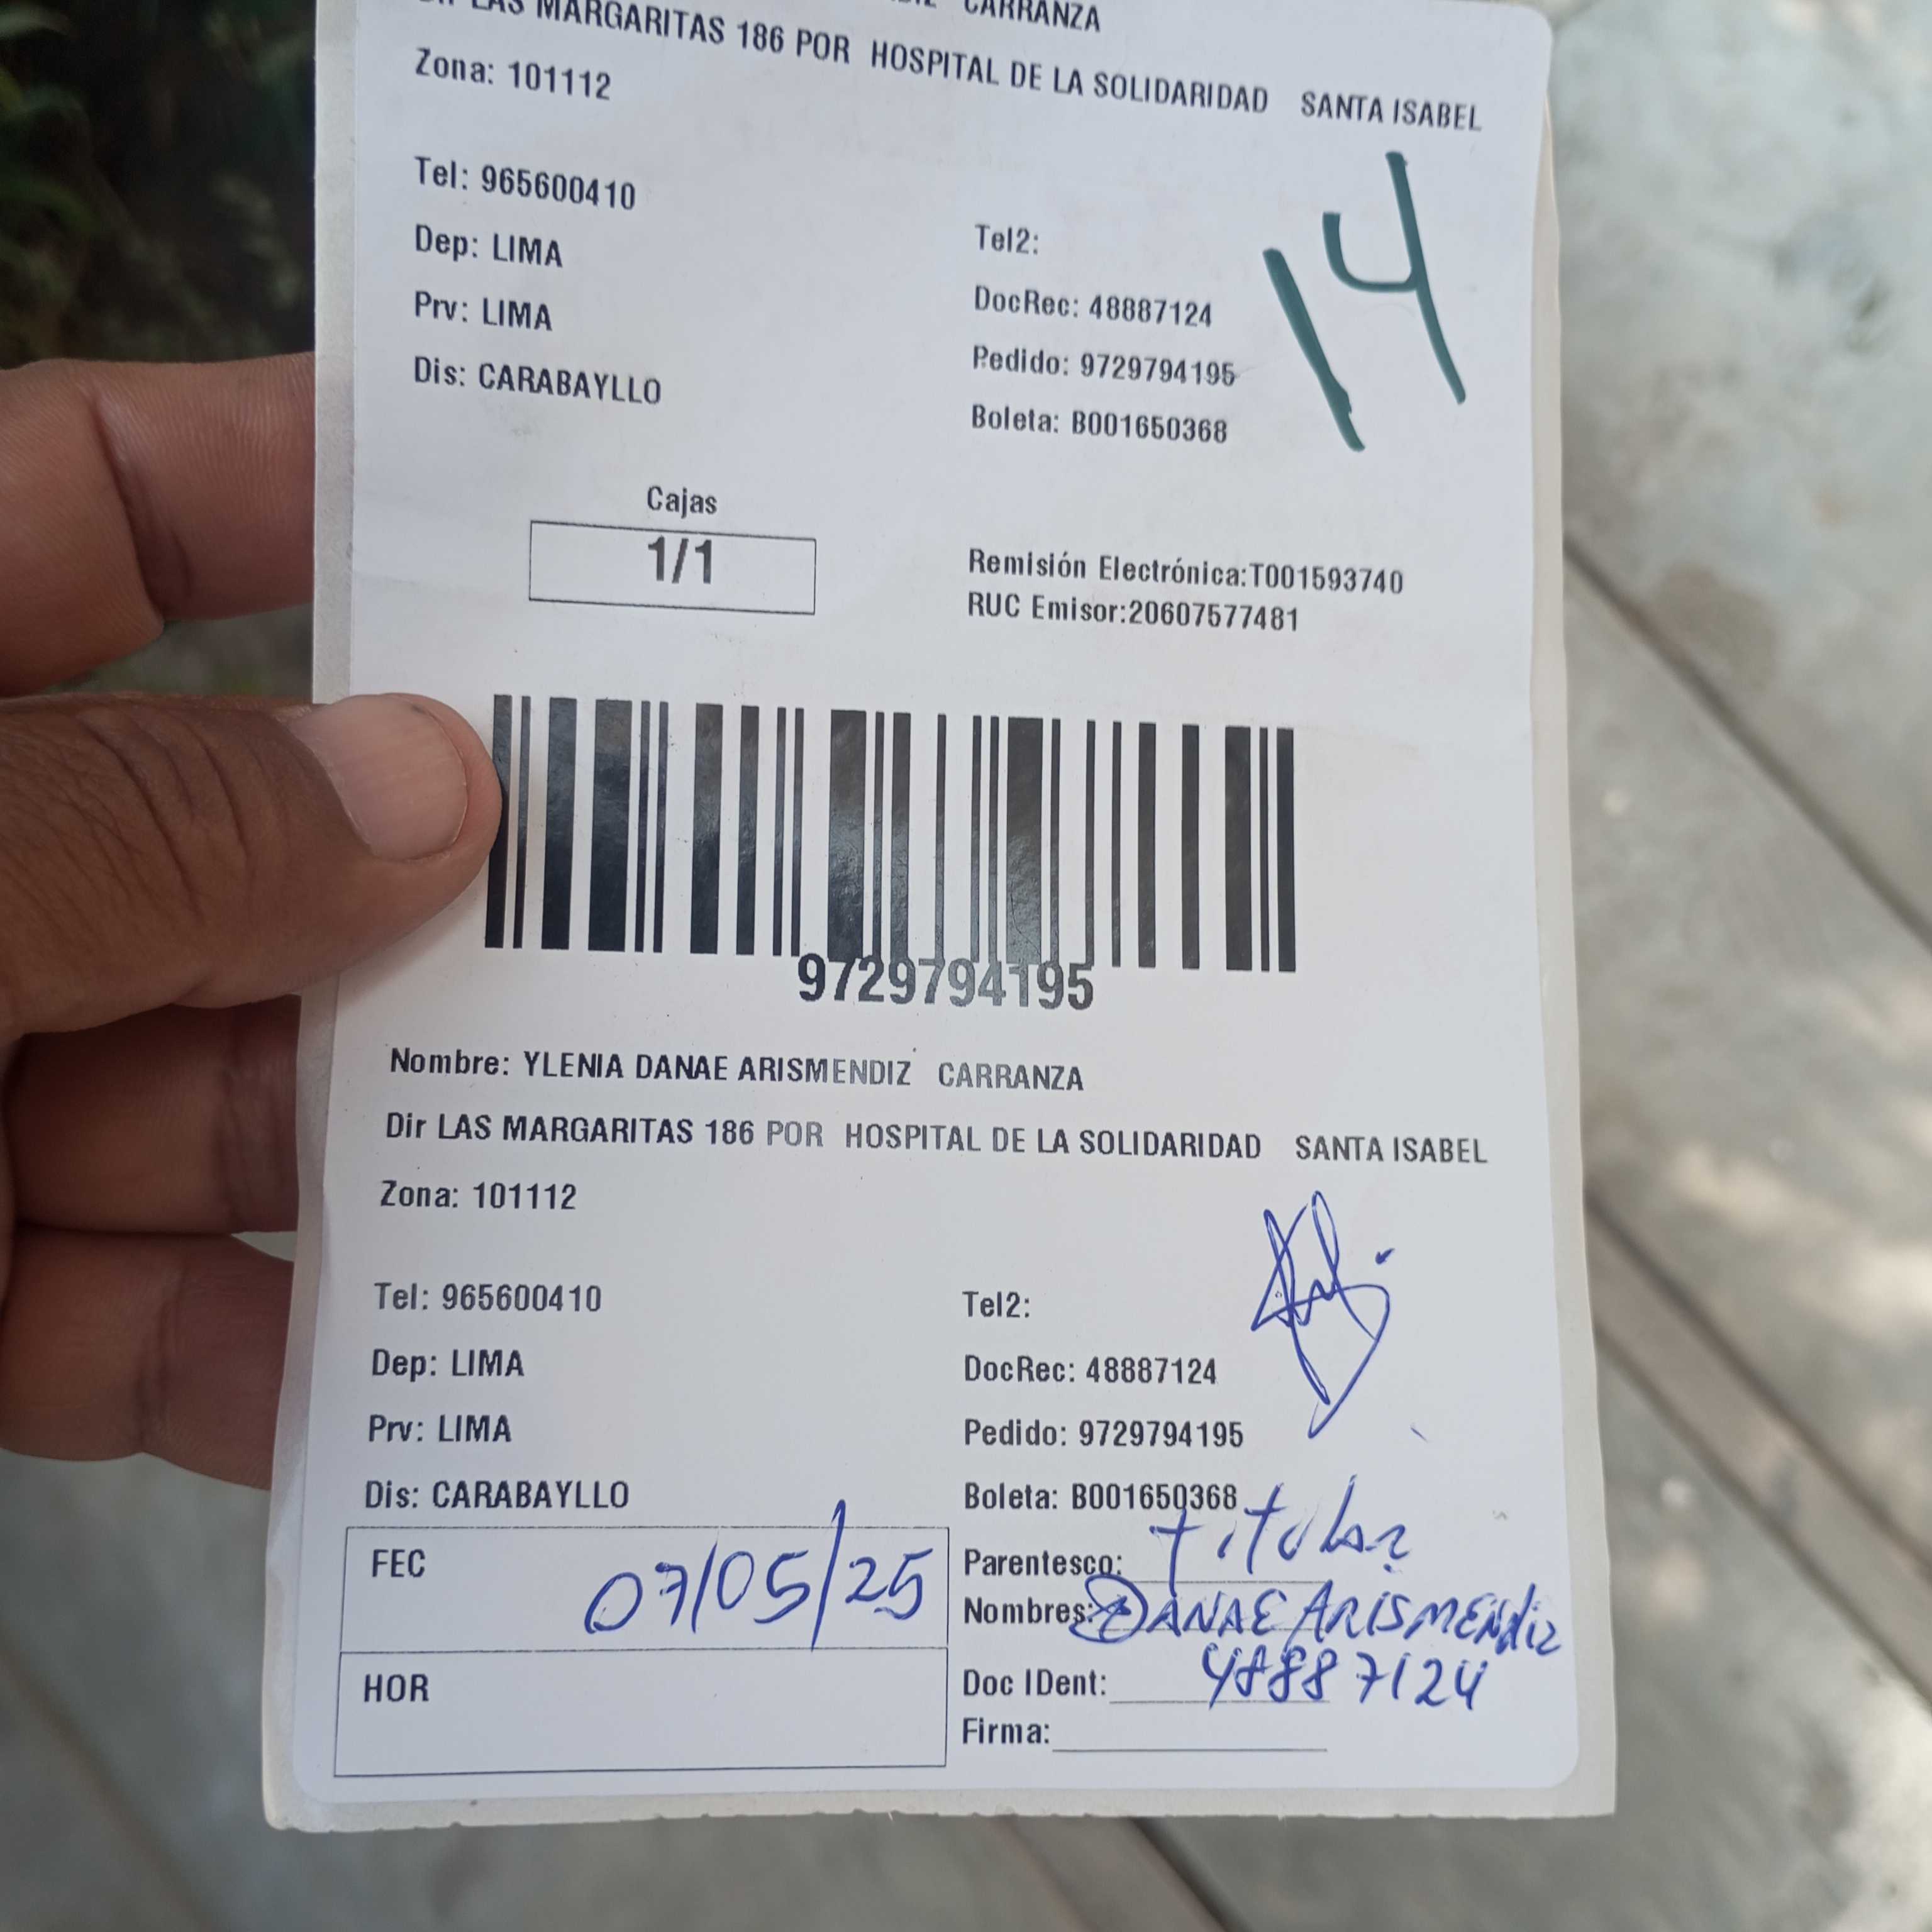 CARRANZA
LAS MARGARITAS 186 POR HOSPITAL DE LA SOLIDARIDAD SANTA ISABEL
Zona: 101112
14
Tel: 965600410
Tel2:
Dep: LIMA
DocRec: 48887124
Prv: LIMA
Pedido: 9729794195
Dis: CARABAYLLO
Boleta: B001650368
Cajas
1/1
Remisión Electrónica:T001593740
RUC Emisor:20607577481
9729794195
Nombre: YLENIA DANAE ARISMENDIZ CARRANZA
Dir LAS MARGARITAS 186 POR HOSPITAL DE LA SOLIDARIDAD SANTA ISABEL
Zona: 101112
Tel: 965600410
Tel2:
Dep: LIMA
DocRec: 48887124
Prv: LIMA
Pedido: 9729794195
Dis: CARABAYLLO
Boleta: B001650368
FEC 07/05/25
Parentesco: titular
Nombres: DANAE ARISMENDIZ
HOR
Doc IDent: 48887124
Firma: